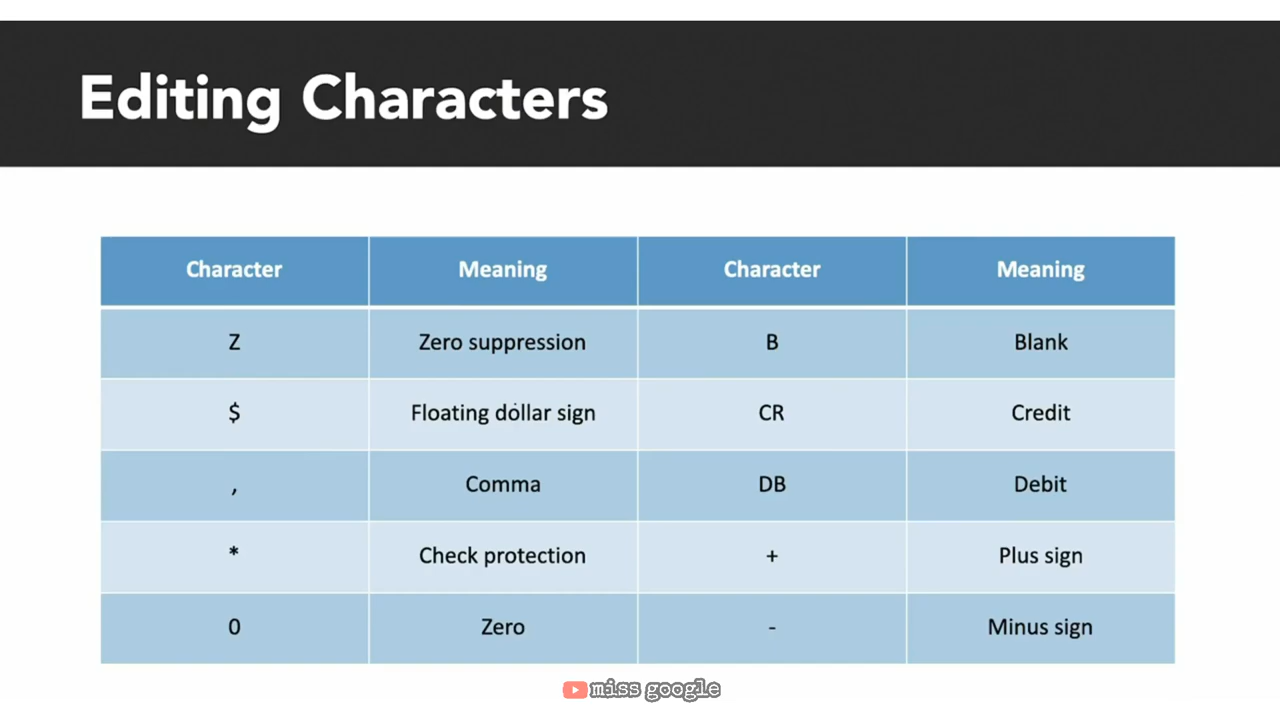 Editing Characters
Character Meaning Character Meaning
Z Zero suppression B Blank
$ Floating dollar sign CR Credit
, Comma DB Debit
* Check protection + Plus sign
0 Zero - Minus sign
miss google